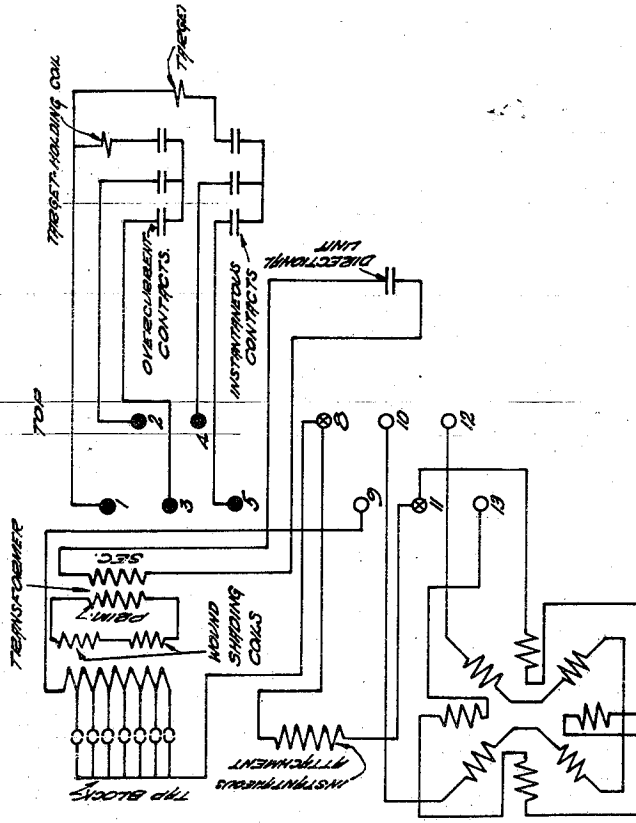 TARGET-HOLDING COIL
TARGET
OVERCURRENT
CONTACTS.
INSTANTANEOUS
CONTACTS
DIRECTIONAL
UNIT
TOP
1
2
3
4
5
8
9
10
11
12
13
TRANSFORMER
SEC.
PRIM.
WOUND
SHADING
COILS
TAP BLOCKS
INSTANTANEOUS
ATTACHMENT